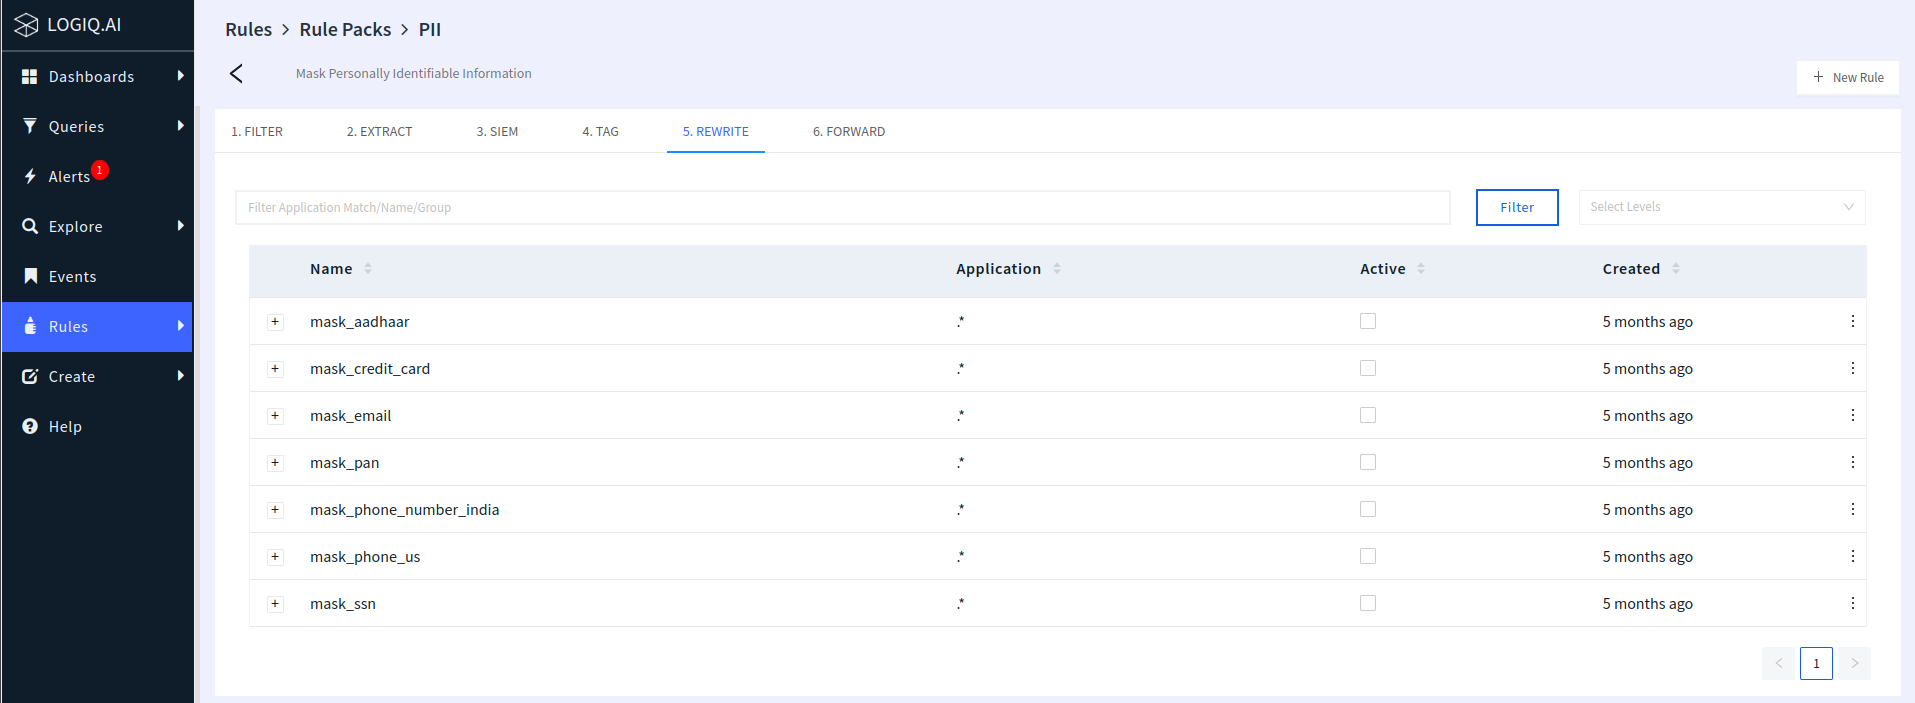 LOGIQ.AI
Dashboards
Queries
Alerts 1
Explore
Events
Rules
Create
Help
Rules > Rule Packs > PII
Mask Personally Identifiable Information
+ New Rule
1. FILTER 2. EXTRACT 3. SIEM 4. TAG 5. REWRITE 6. FORWARD
Filter Application Match/Name/Group Filter Select Levels
Name Application Active Created
+ mask_aadhaar .* 5 months ago
+ mask_credit_card .* 5 months ago
+ mask_email .* 5 months ago
+ mask_pan .* 5 months ago
+ mask_phone_number_india .* 5 months ago
+ mask_phone_us .* 5 months ago
+ mask_ssn .* 5 months ago
< 1 >